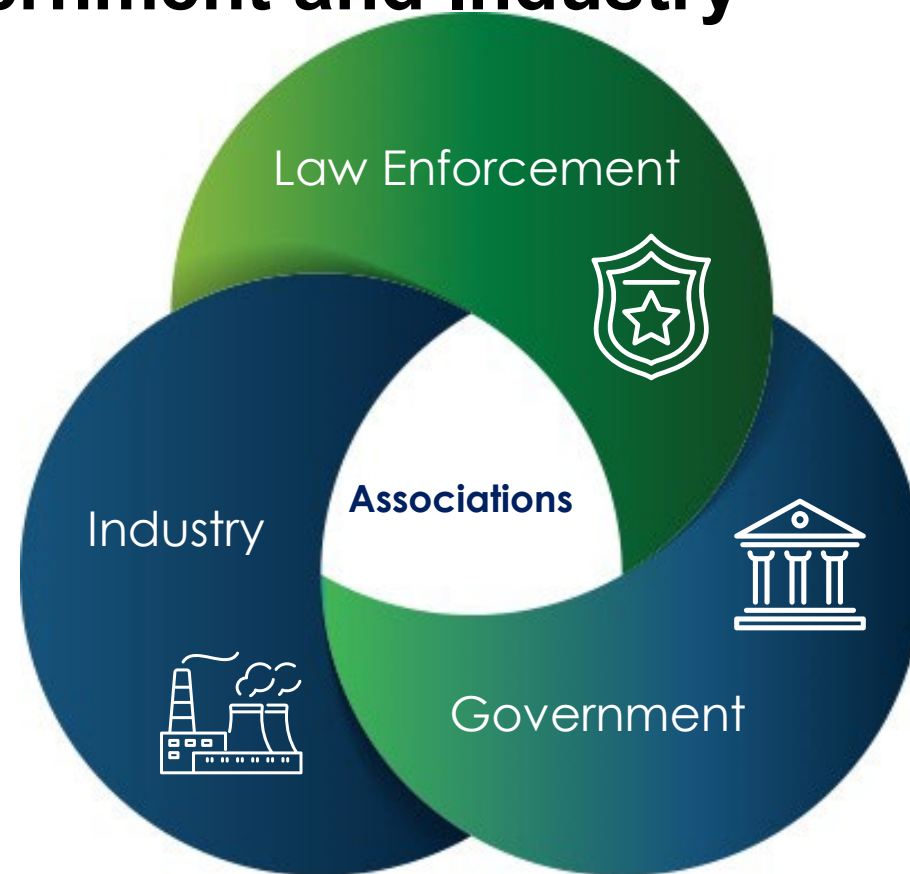 and Industry
Law Enforcement
Associations
Industry
Government